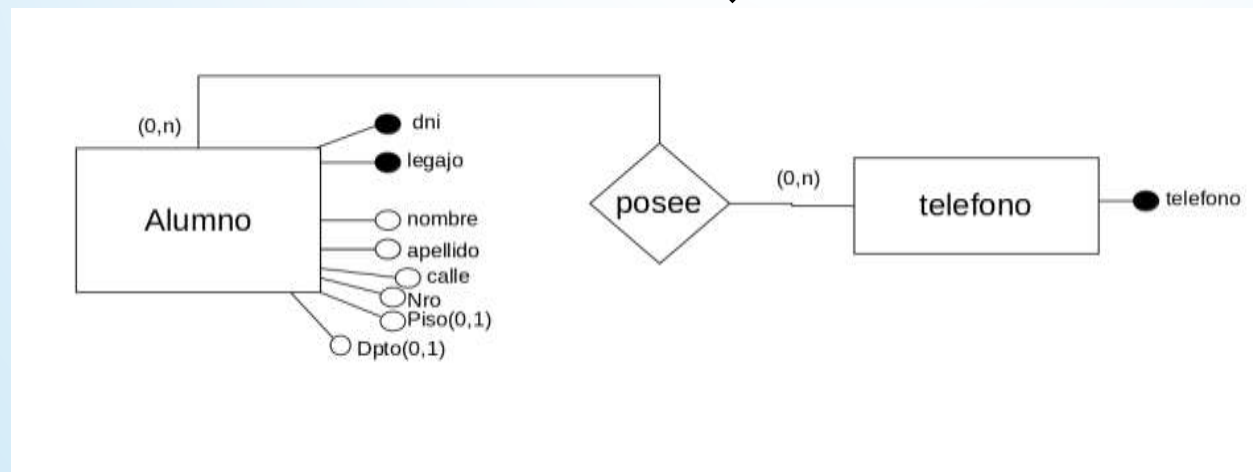 (0,n)
dni
legajo
Alumno
nombre
apellido
calle
Nro
Piso(0,1)
Dpto(0,1)
posee
(0,n)
telefono
telefono